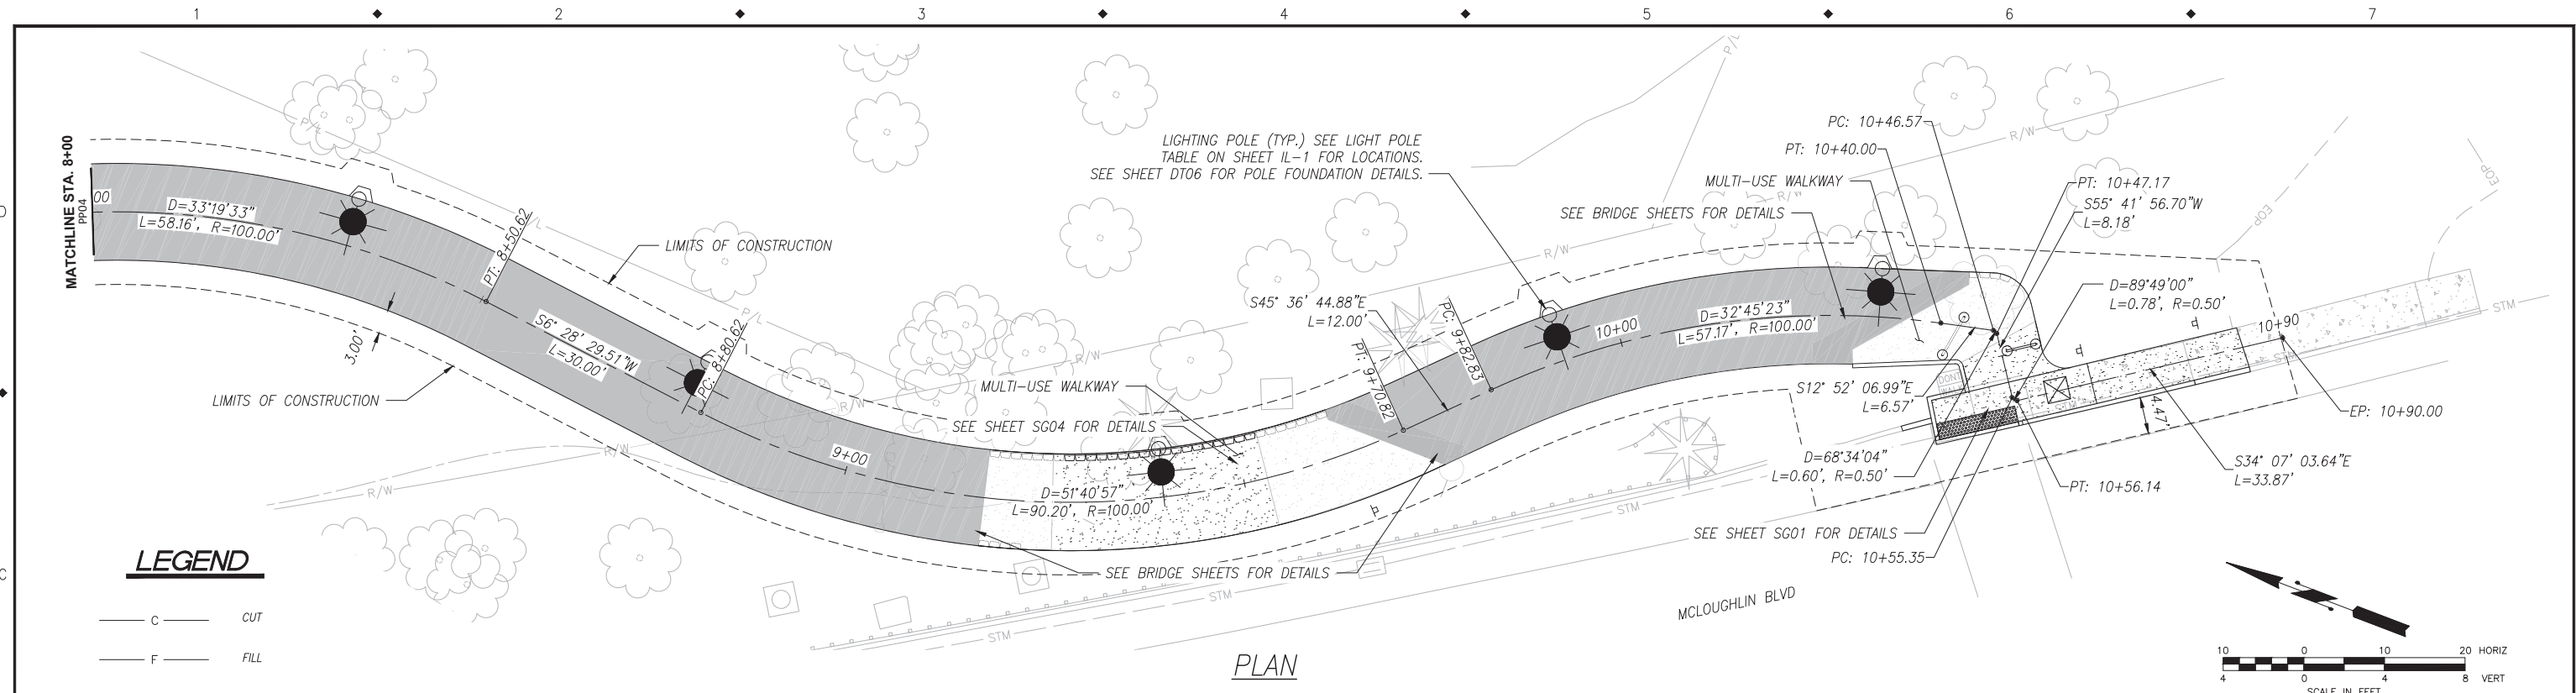 1 2 3 4 5 6 7
D
C
MATCHLINE STA. 8+00
PP04
00
D=33°19'33"
L=58.16', R=100.00'
PT: 8+50.62
P/L
P/L
P/L
P/L
LIMITS OF CONSTRUCTION
S6° 28' 29.51"W
L=30.00'
PC: 8+80.62
3.00'
LIMITS OF CONSTRUCTION
R/W
R/W
R/W
R/W
R/W
R/W
R/W
9+00
D=51°40'57"
L=90.20', R=100.00'
MULTI-USE WALKWAY
SEE SHEET SG04 FOR DETAILS
SEE BRIDGE SHEETS FOR DETAILS
LIGHTING POLE (TYP.) SEE LIGHT POLE
TABLE ON SHEET IL-1 FOR LOCATIONS.
SEE SHEET DT06 FOR POLE FOUNDATION DETAILS.
S45° 36' 44.88"E
L=12.00'
PT: 9+70.82
PC: 9+82.83
10+00
D=32°45'23"
L=57.17', R=100.00'
PC: 10+46.57
PT: 10+40.00
MULTI-USE WALKWAY
SEE BRIDGE SHEETS FOR DETAILS
PT: 10+47.17
S55° 41' 56.70"W
L=8.18'
D=89°49'00"
L=0.78', R=0.50'
EOP
EOP
10+90
STM
STM
STM
STM
STM
STM
DON'T
S12° 52' 06.99"E
L=6.57'
4.47'
EP: 10+90.00
D=68°34'04"
L=0.60', R=0.50'
S34° 07' 03.64"E
L=33.87'
PT: 10+56.14
SEE SHEET SG01 FOR DETAILS
PC: 10+55.35
MCLOUGHLIN BLVD
LEGEND
C CUT
F FILL
PLAN
10 0 10 20 HORIZ
4 0 4 8 VERT
SCALE IN FEET